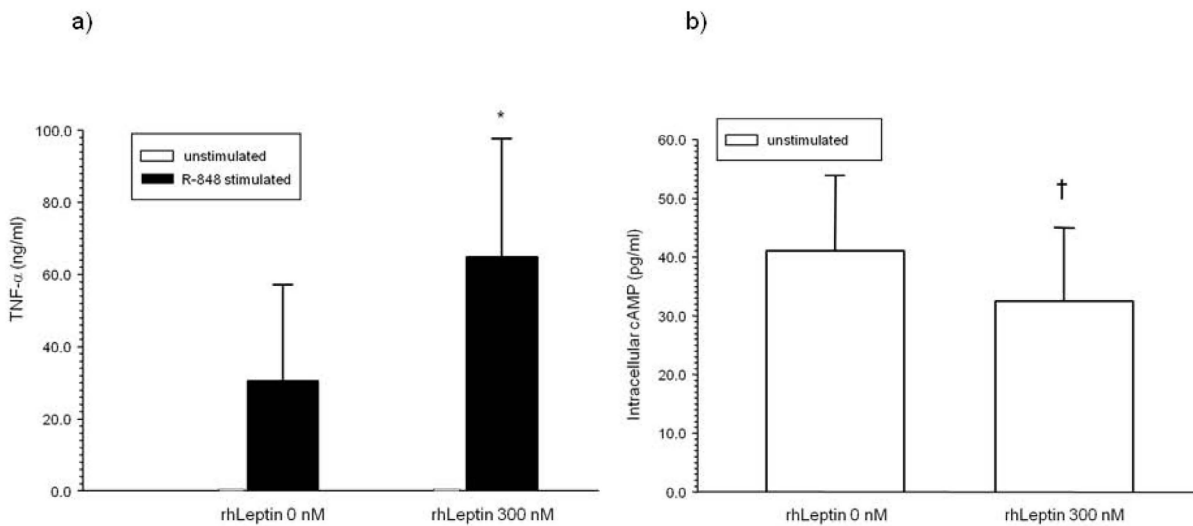 a)
TNF-α (ng/ml)
100.0
80.0
60.0
40.0
20.0
0.0
unstimulated
R-848 stimulated
*
rhLeptin 0 nM
rhLeptin 300 nM
b)
Intracellular cAMP (pg/ml)
60.0
50.0
40.0
30.0
20.0
10.0
0.0
unstimulated
†
rhLeptin 0 nM
rhLeptin 300 nM